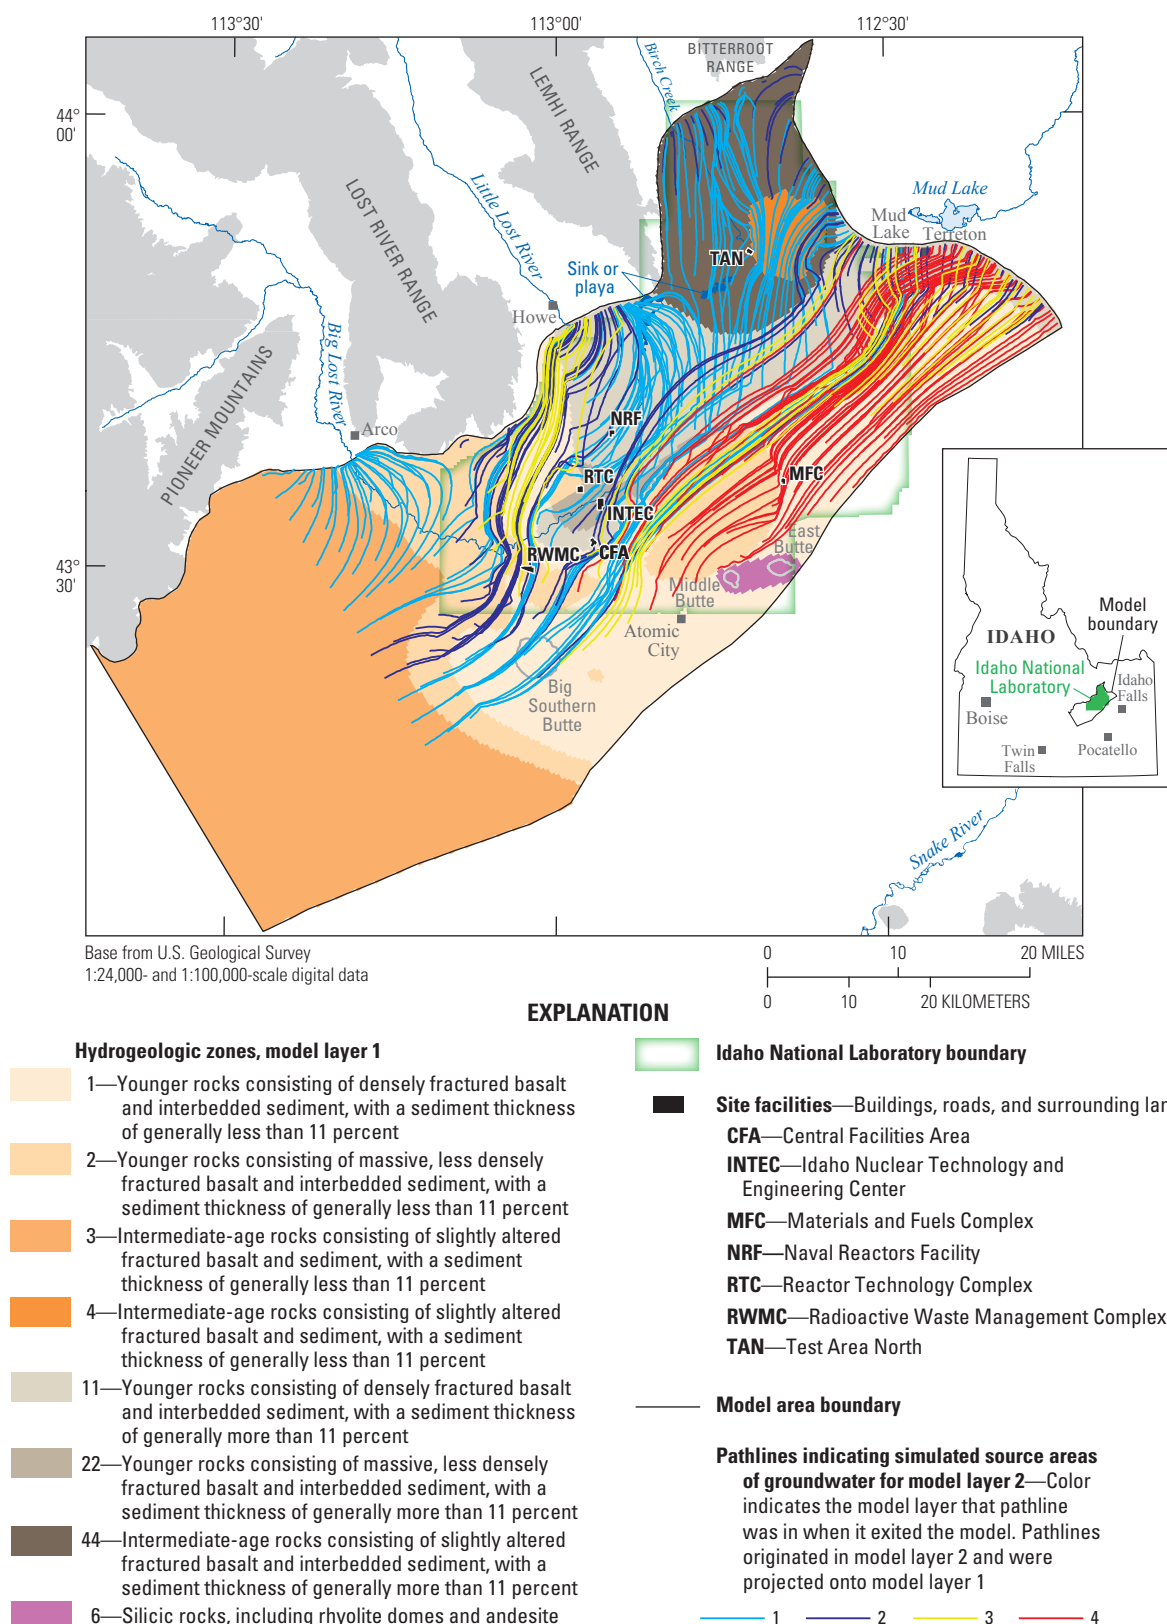 113°30'
113°00'
112°30'
44°
00'
43°
30'
BITTERROOT
RANGE
Birch Creek
LEMHI RANGE
LOST RIVER RANGE
Little Lost River
Mud Lake
Mud
Lake
Terreton
TAN
Sink or
playa
Howe
Big Lost River
PIONEER MOUNTAINS
Arco
NRF
RTC
MFC
INTEC
RWMC
CFA
East
Butte
Middle
Butte
Atomic
City
Big
Southern
Butte
Model
boundary
IDAHO
Idaho National
Laboratory
Idaho
Falls
Boise
Twin
Falls
Pocatello
Snake River
Base from U.S. Geological Survey
1:24,000- and 1:100,000-scale digital data
0 10 20 MILES
0 10 20 KILOMETERS
EXPLANATION
Hydrogeologic zones, model layer 1
1—Younger rocks consisting of densely fractured basalt
and interbedded sediment, with a sediment thickness
of generally less than 11 percent
2—Younger rocks consisting of massive, less densely
fractured basalt and interbedded sediment, with a
sediment thickness of generally less than 11 percent
3—Intermediate-age rocks consisting of slightly altered
fractured basalt and sediment, with a sediment
thickness of generally less than 11 percent
4—Intermediate-age rocks consisting of slightly altered
fractured basalt and sediment, with a sediment
thickness of generally less than 11 percent
11—Younger rocks consisting of densely fractured basalt
and interbedded sediment, with a sediment thickness
of generally more than 11 percent
22—Younger rocks consisting of massive, less densely
fractured basalt and interbedded sediment, with a
sediment thickness of generally more than 11 percent
44—Intermediate-age rocks consisting of slightly altered
fractured basalt and interbedded sediment, with a
sediment thickness of generally more than 11 percent
6—Silicic rocks, including rhyolite domes and andesite
Idaho National Laboratory boundary
Site facilities—Buildings, roads, and surrounding
CFA—Central Facilities Area
INTEC—Idaho Nuclear Technology and
Engineering Center
MFC—Materials and Fuels Complex
NRF—Naval Reactors Facility
RTC—Reactor Technology Complex
RWMC—Radioactive Waste Management Complex
TAN—Test Area North
Model area boundary
Pathlines indicating simulated source areas
of groundwater for model layer 2—Color
indicates the model layer that pathline
was in when it exited the model. Pathlines
originated in model layer 2 and were
projected onto model layer 1
1 2 3 4